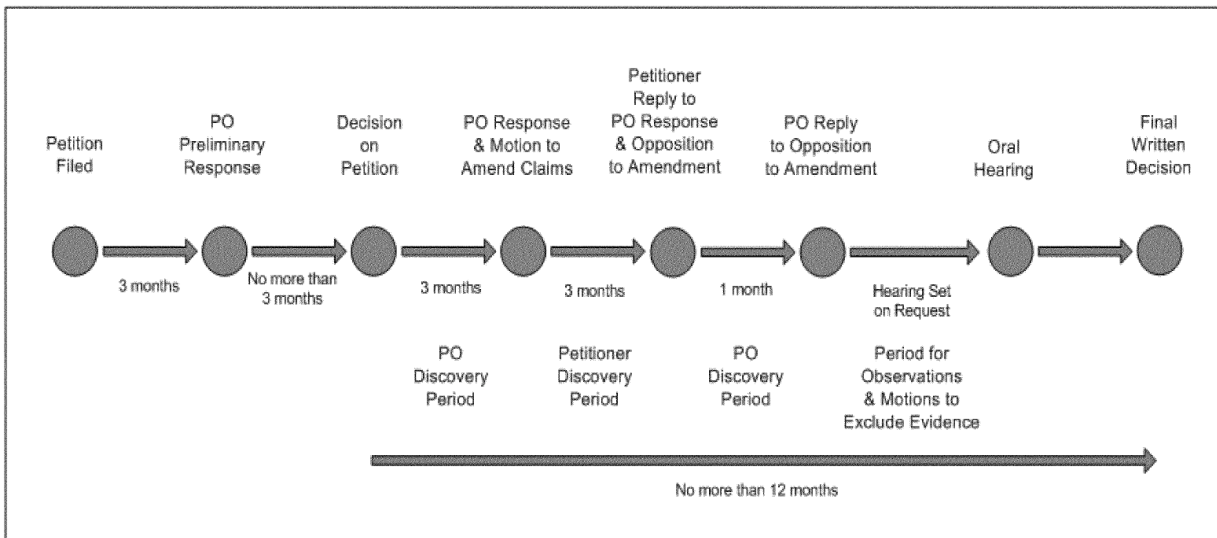 Petition
Filed
PO
Preliminary
Response
Decision
on
Petition
PO Response
& Motion to
Amend Claims
Petitioner
Reply to
PO Response
& Opposition
to Amendment
PO Reply
to Opposition
to Amendment
Oral
Hearing
Final
Written
Decision
3 months
No more than
3 months
3 months
3 months
1 month
Hearing Set
on Request
PO
Discovery
Period
Petitioner
Discovery
Period
PO
Discovery
Period
Period for
Observations
& Motions to
Exclude Evidence
No more than 12 months